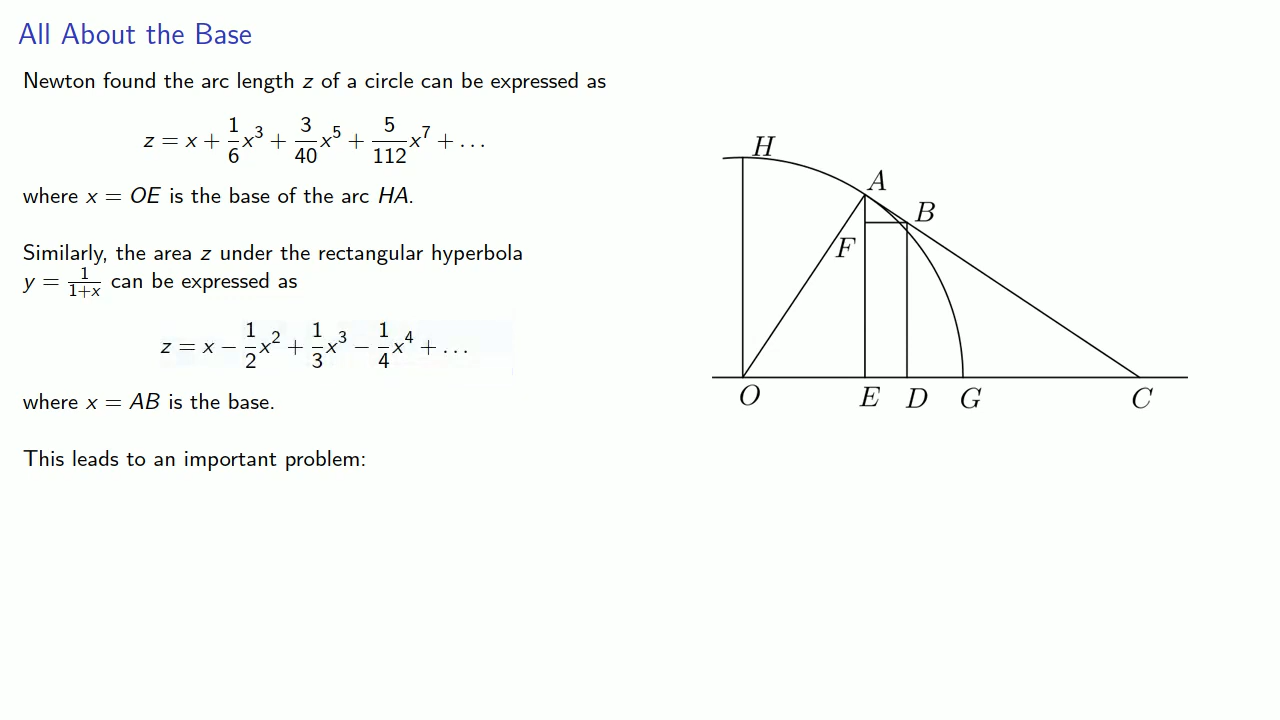 All About the Base
Newton found the arc length z of a circle can be expressed as
z = x + 1/6 x^3 + 3/40 x^5 + 5/112 x^7 + ...
where x = OE is the base of the arc HA.
Similarly, the area z under the rectangular hyperbola
y = 1/(1+x) can be expressed as
z = x − 1/2 x^2 + 1/3 x^3 − 1/4 x^4 + ...
where x = AB is the base.
This leads to an important problem:
H
A
B
F
O E D G C